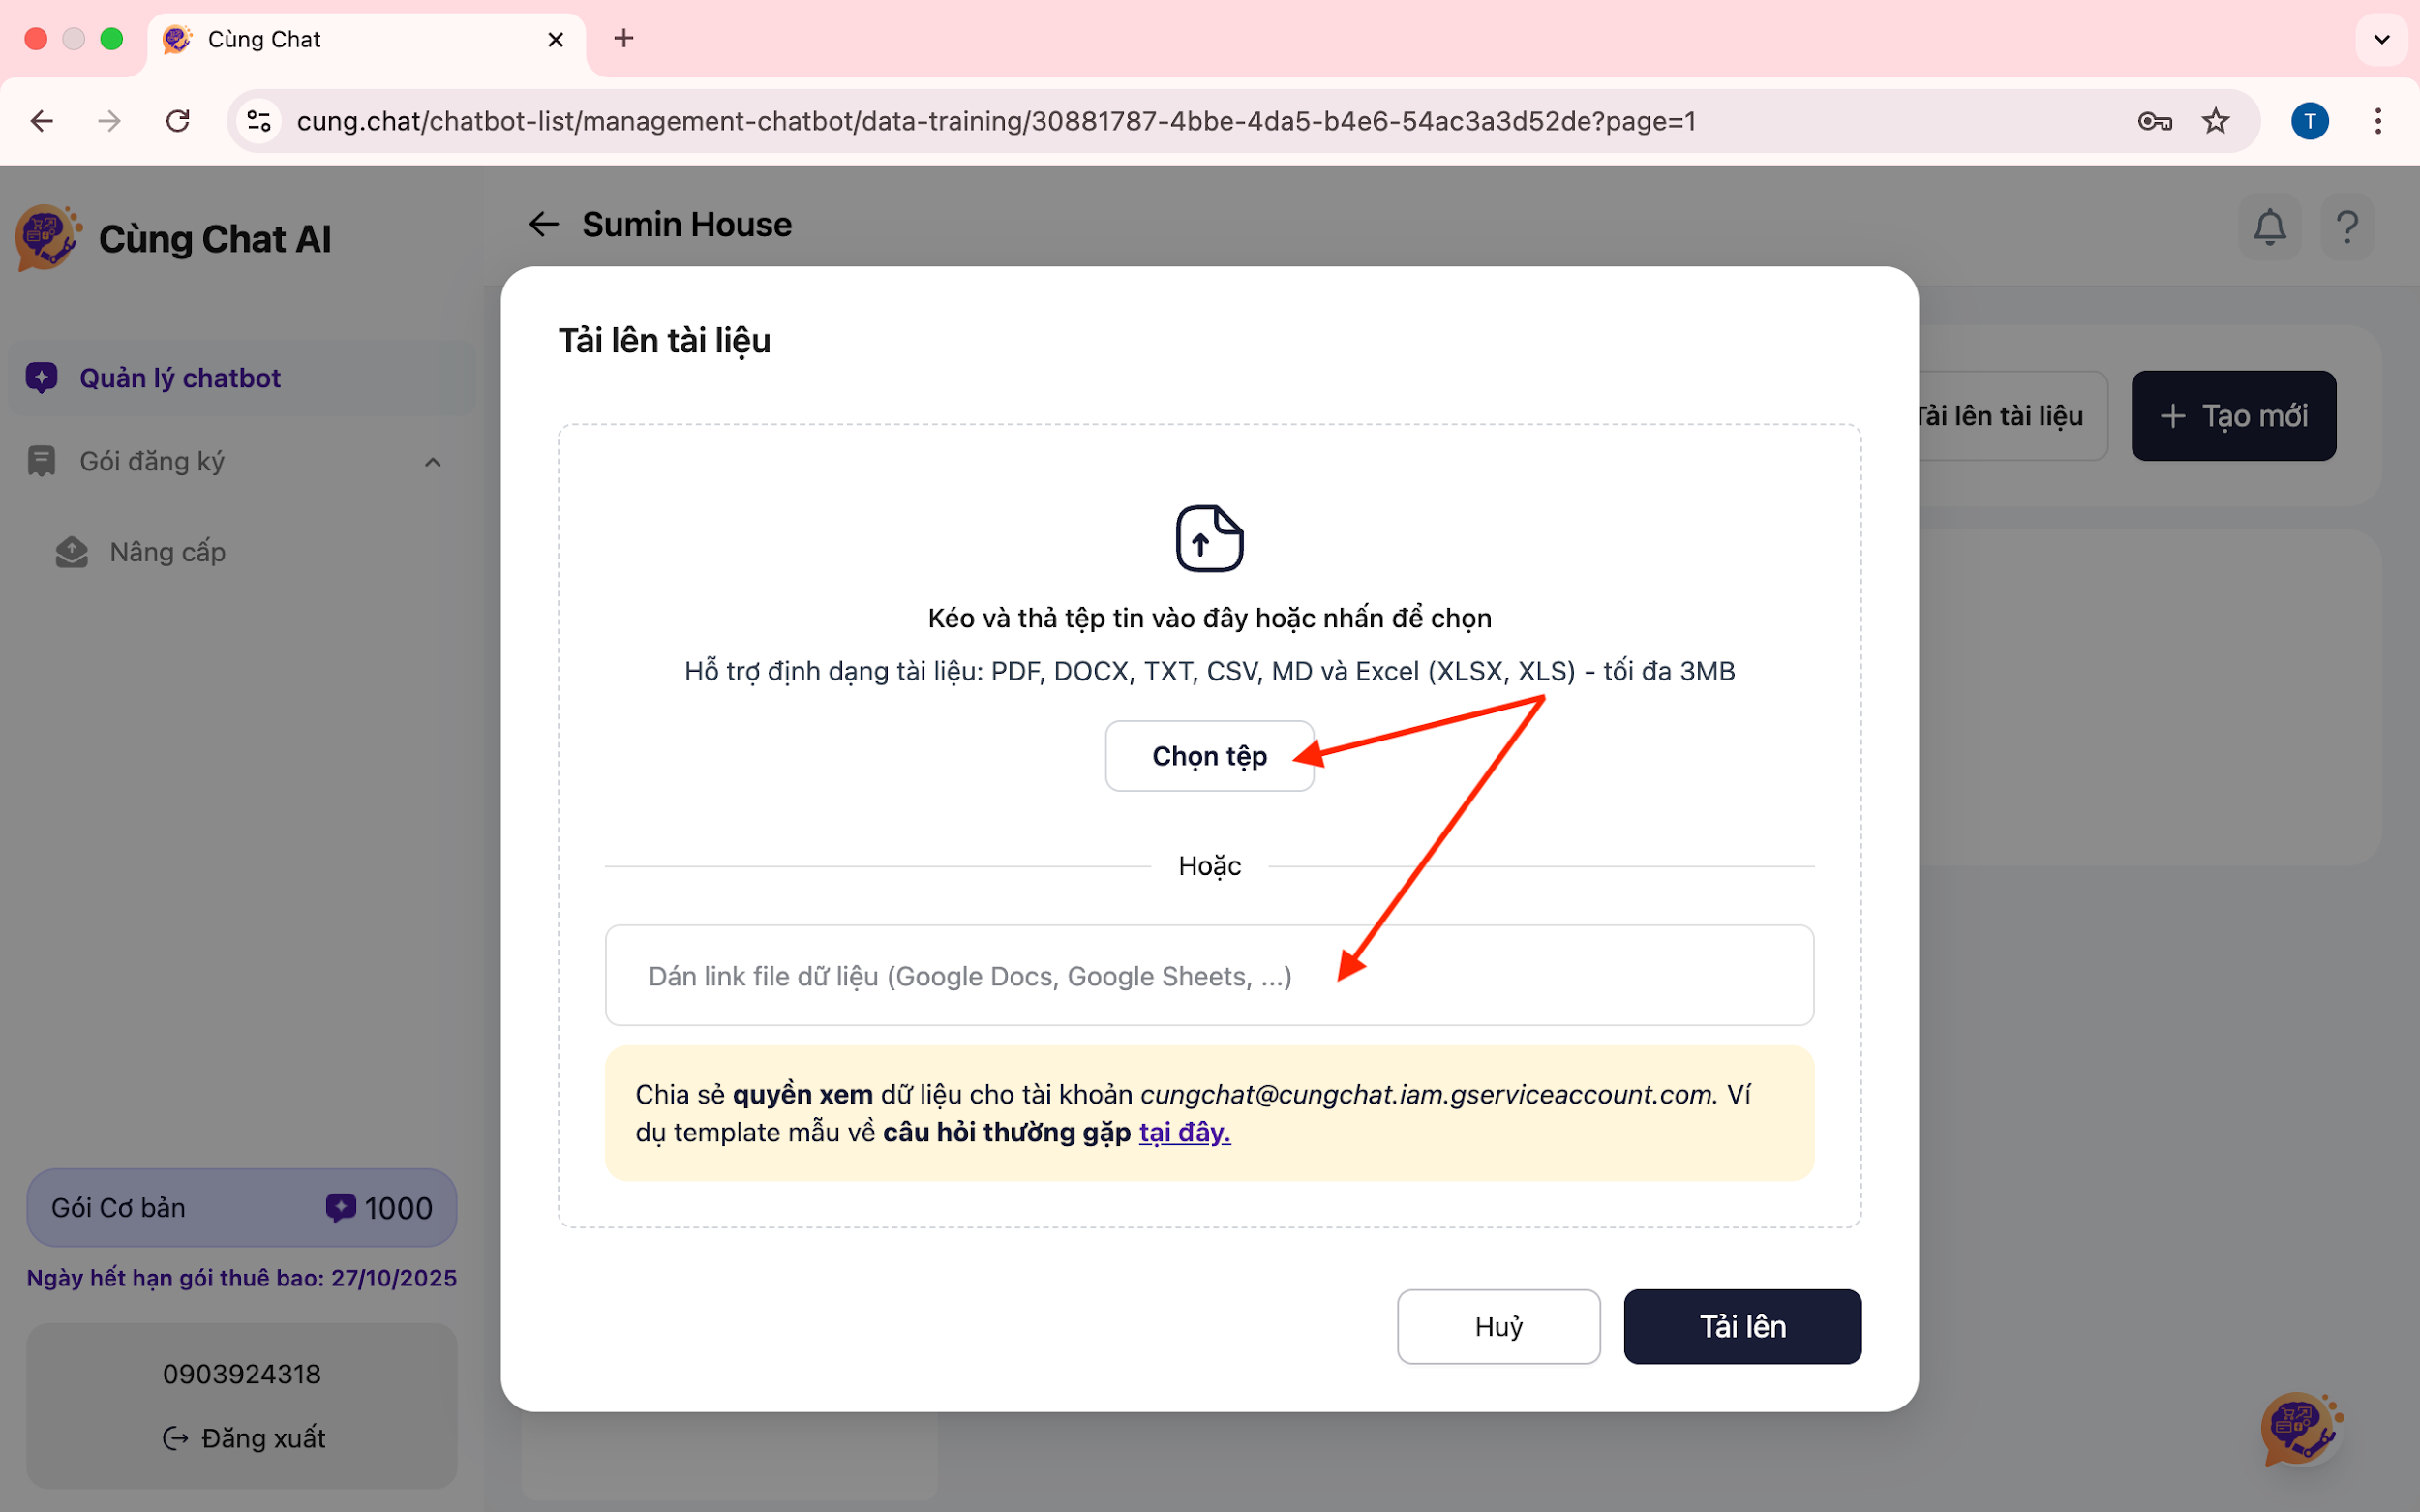 Cùng Chat
cung.chat/chatbot-list/management-chatbot/data-training/30881787-4bbe-4da5-b4e6-54ac3a3d52de?page=1
T
Cùng Chat AI
Sumin House
Quản lý chatbot
Gói đăng ký
Nâng cấp
Tải lên tài liệu
Tạo mới
Tải lên tài liệu
Kéo và thả tệp tin vào đây hoặc nhấn để chọn
Hỗ trợ định dạng tài liệu: PDF, DOCX, TXT, CSV, MD và Excel (XLSX, XLS) - tối đa 3MB
Chọn tệp
Hoặc
Dán link file dữ liệu (Google Docs, Google Sheets, ...)
Chia sẻ quyền xem dữ liệu cho tài khoản cungchat@cungchat.iam.gserviceaccount.com. Ví
dụ template mẫu về câu hỏi thường gặp tại đây.
Huỷ
Tải lên
Gói Cơ bản
1000
Ngày hết hạn gói thuê bao: 27/10/2025
0903924318
Đăng xuất